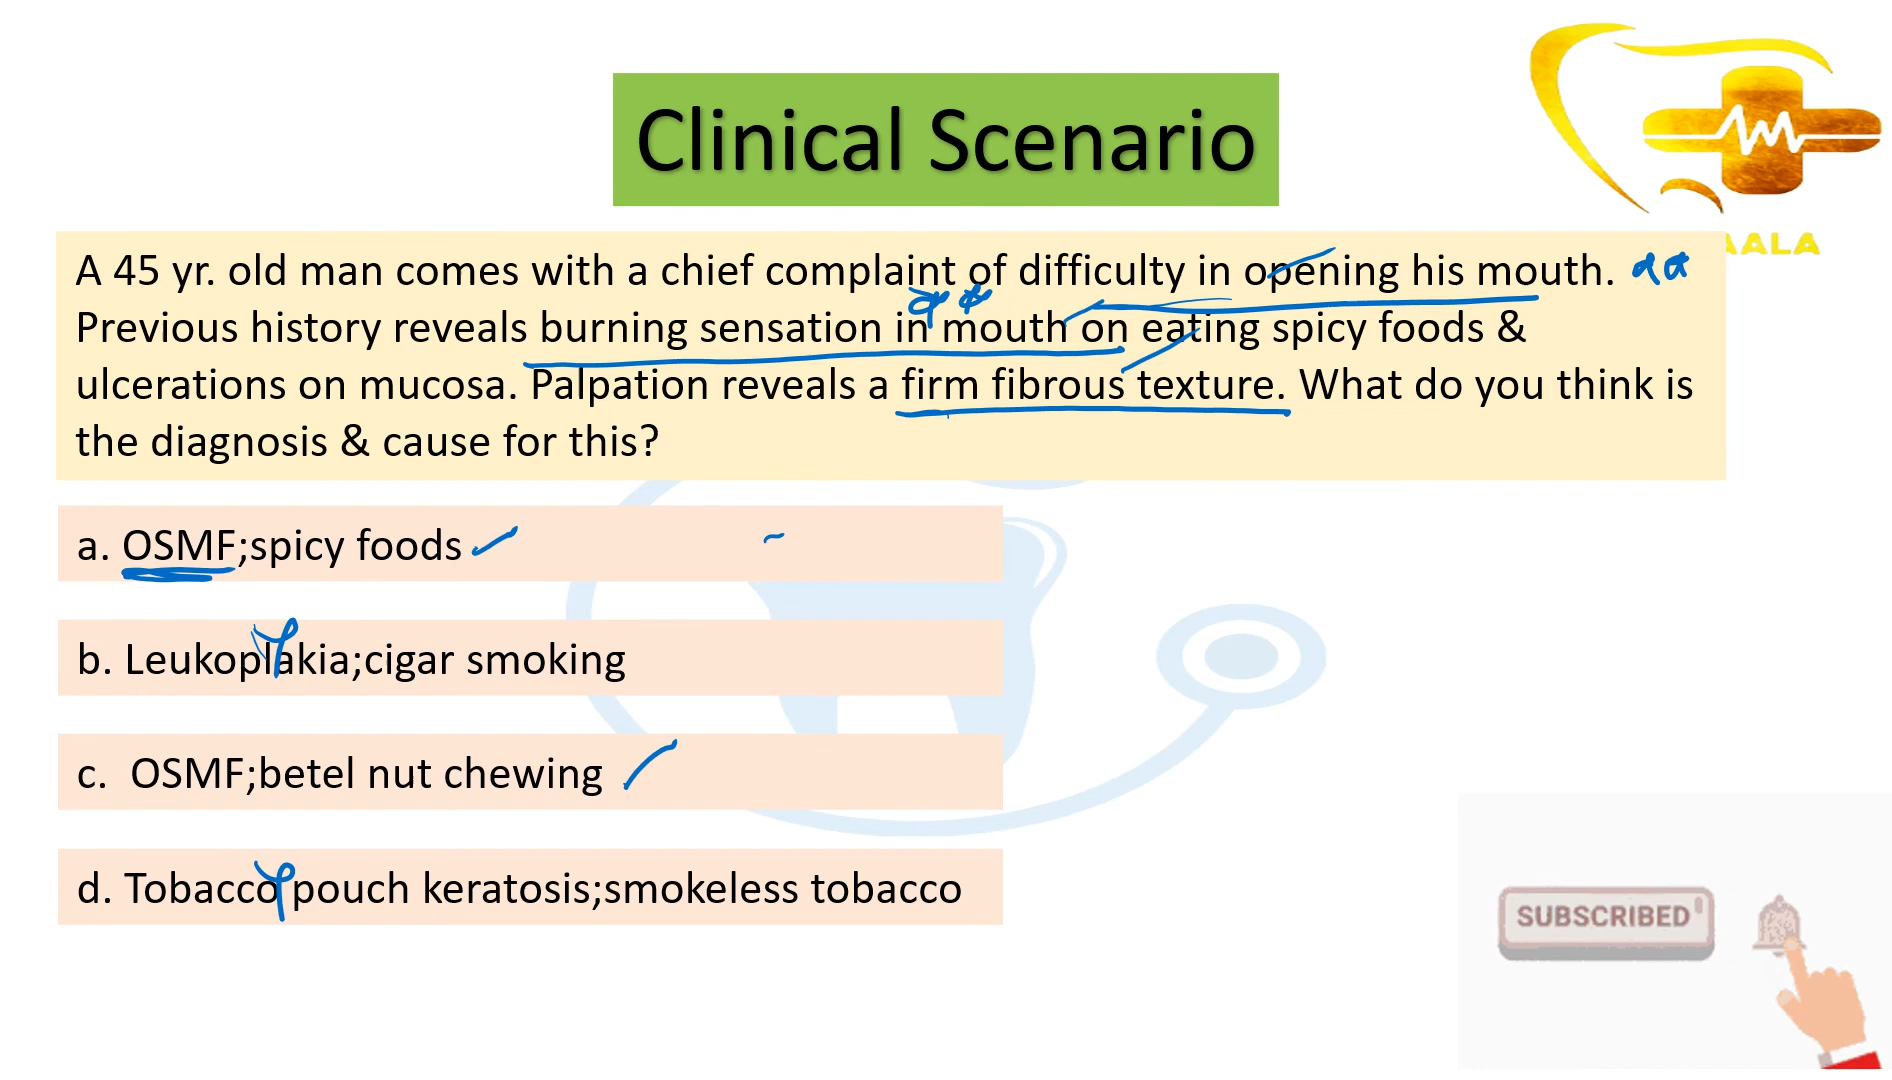 Clinical Scenario
AALA
A 45 yr. old man comes with a chief complaint of difficulty in opening his mouth.
Previous history reveals burning sensation in mouth on eating spicy foods &
ulcerations on mucosa. Palpation reveals a firm fibrous texture. What do you think is
the diagnosis & cause for this?
a. OSMF;spicy foods
b. Leukoplakia;cigar smoking
c. OSMF;betel nut chewing
d. Tobacco pouch keratosis;smokeless tobacco
SUBSCRIBED